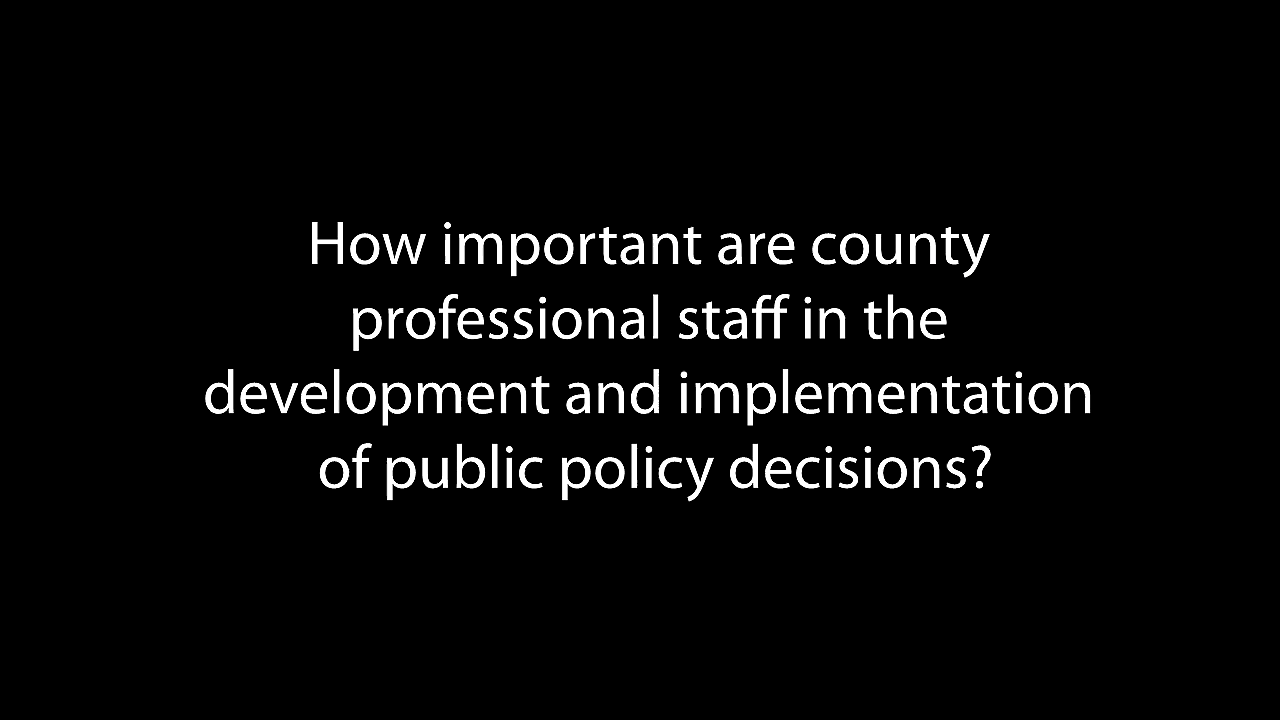 How important are county
professional staff in the
development and implementation
of public policy decisions?